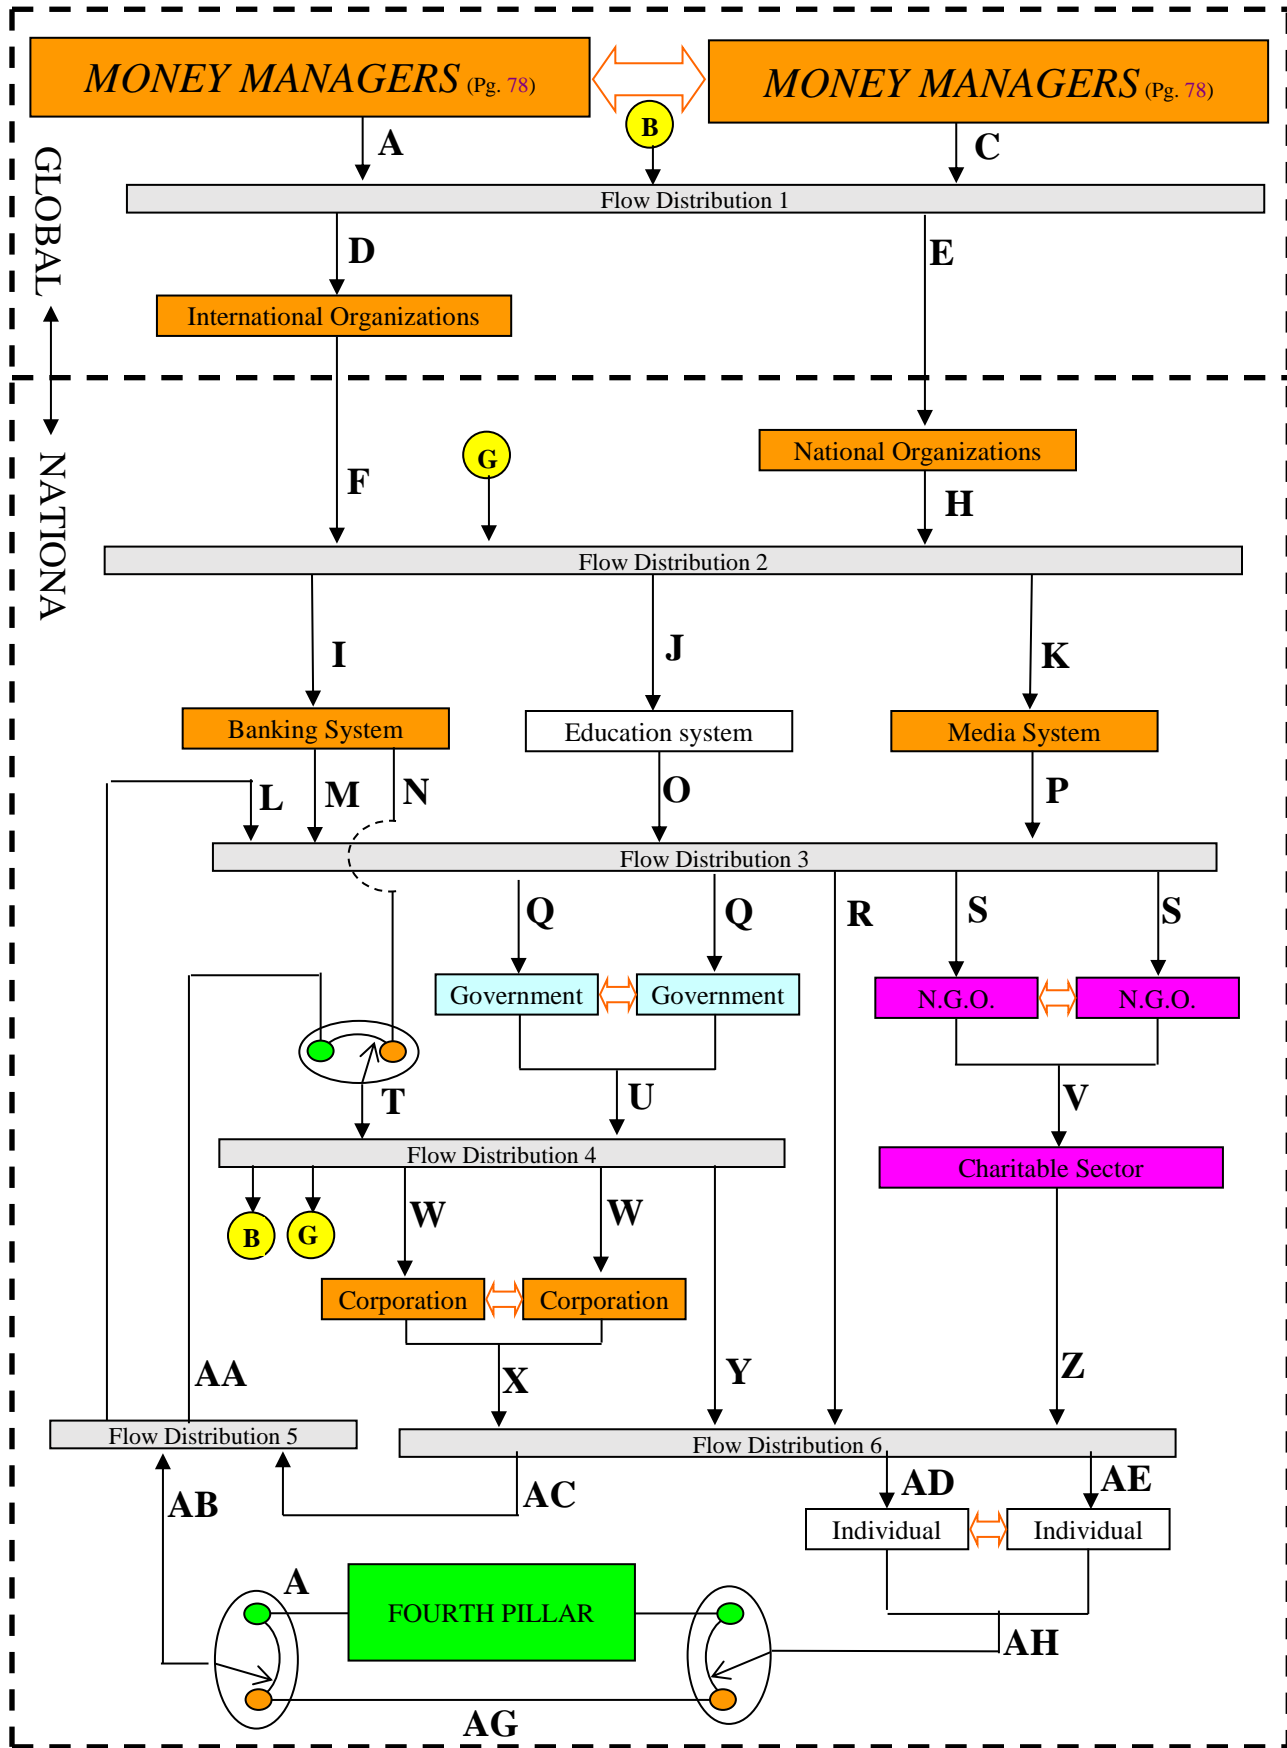 MONEY MANAGERS (Pg. 78)
MONEY MANAGERS (Pg. 78)
B
A
C
GLOBAL
Flow Distribution 1
D
E
International Organizations
NATIONA
G
National Organizations
F
H
Flow Distribution 2
I
J
K
Banking System
Education system
Media System
L
M
N
O
P
Flow Distribution 3
Q
Q
R
S
S
Government
Government
N.G.O.
N.G.O.
T
U
V
Flow Distribution 4
Charitable Sector
B
G
W
W
Corporation
Corporation
AA
X
Y
Z
Flow Distribution 5
Flow Distribution 6
AB
AC
AD
AE
Individual
Individual
A
FOURTH PILLAR
AH
AG